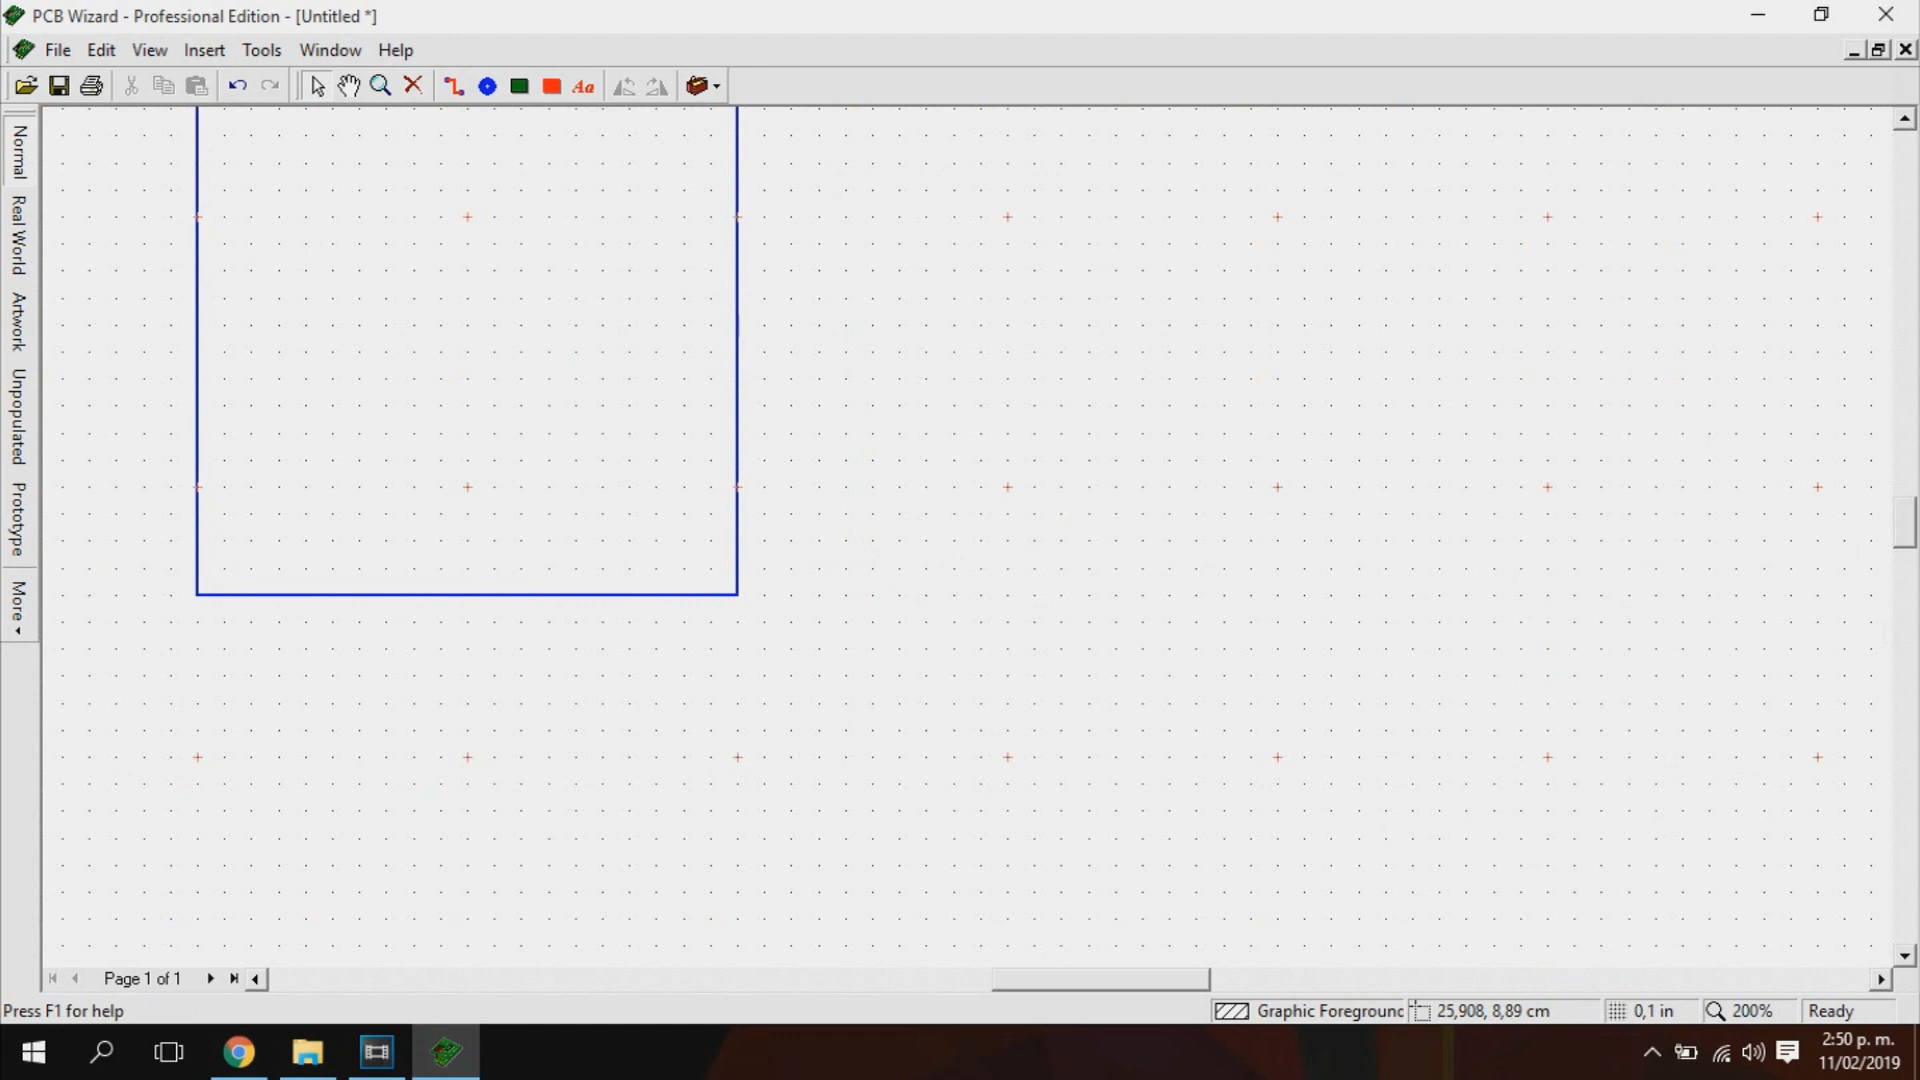 PCB Wizard - Professional Edition - [Untitled *]
File Edit View Insert Tools Window Help
Aa
Normal
Real World
Artwork
Unpopulated
Prototype
More
Page 1 of 1
Press F1 for help
Graphic Foregrounc
25,908, 8,89 cm
0,1 in
200%
Ready
2:50 p. m.
11/02/2019